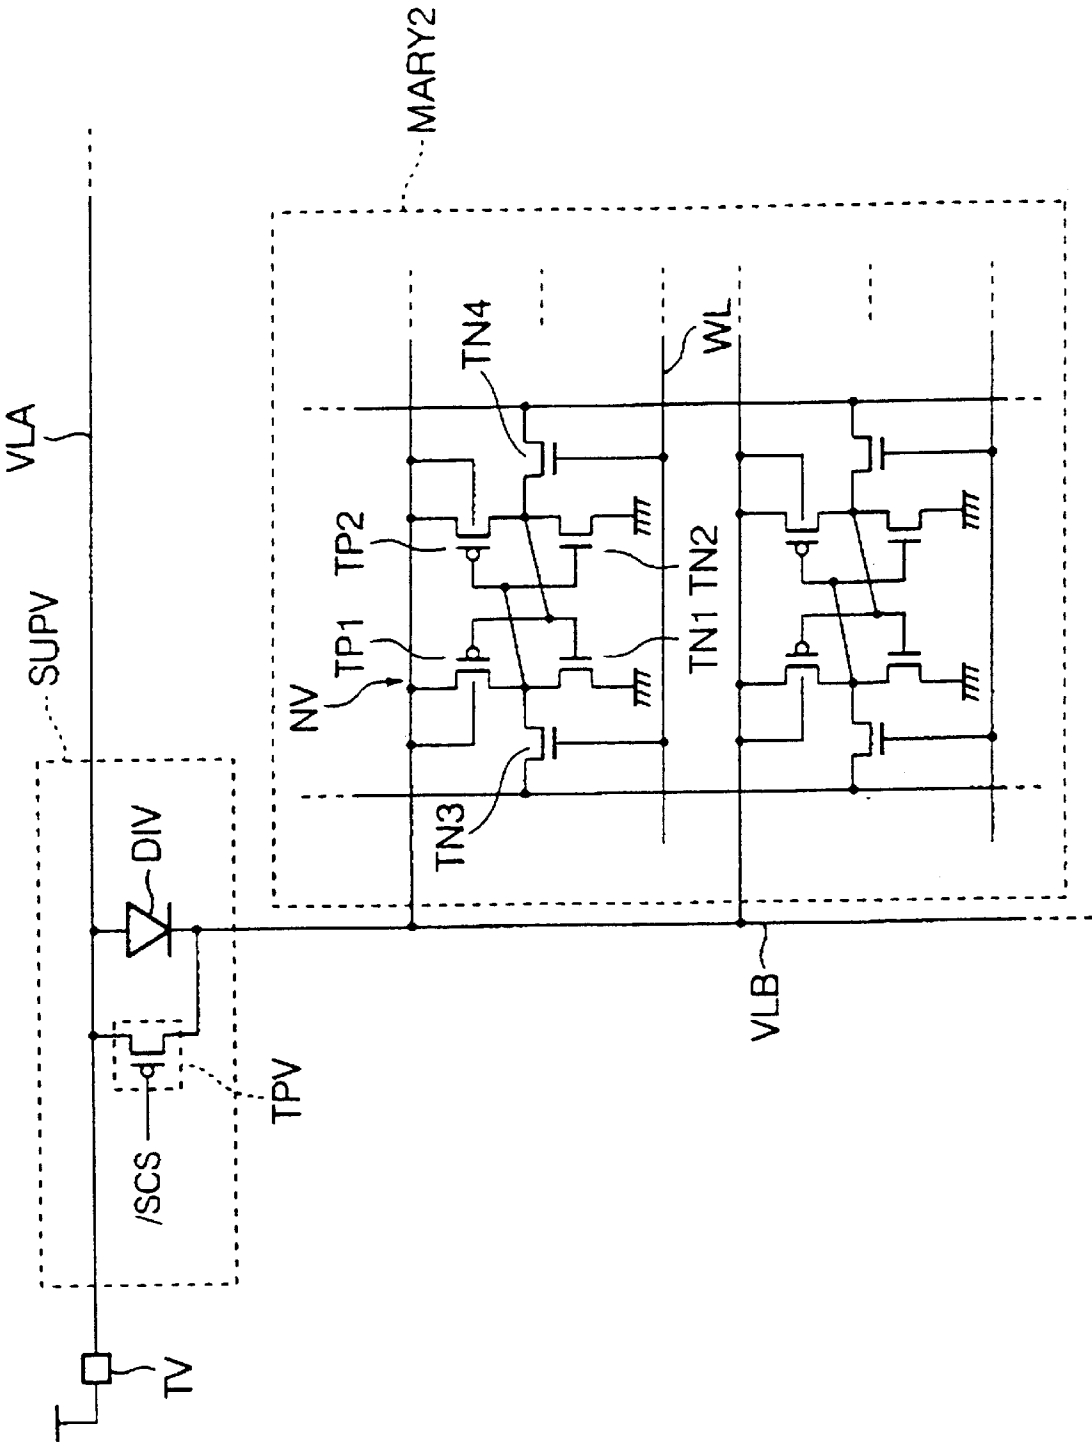 MARY2
VLA
SUPV
DIV
TPV
/SCS
TV
TN4
WL
TP2
TP1
NV
TN1 TN2
TN3
VLB